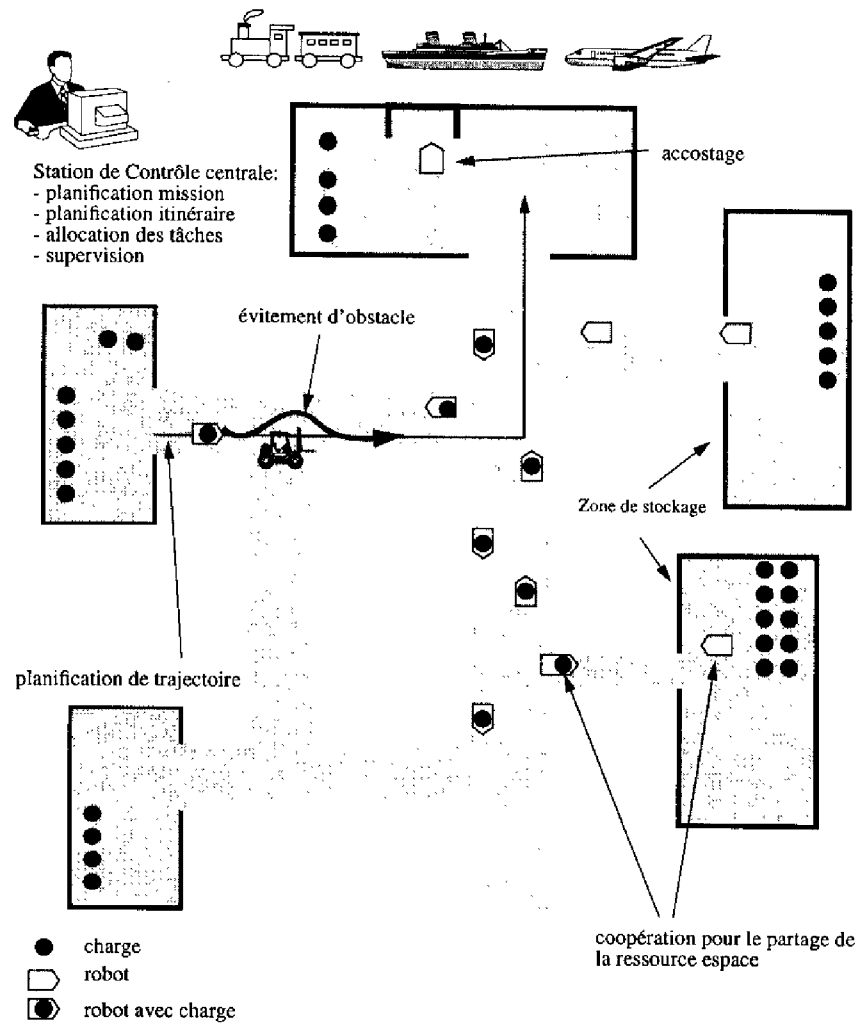 accostage
Station de Contrôle centrale:
- planification mission
- planification itinéraire
- allocation des tâches
- supervision
évitement d'obstacle
Zone de stockage
planification de trajectoire
coopération pour le partage de
la ressource espace
charge
robot
robot avec charge